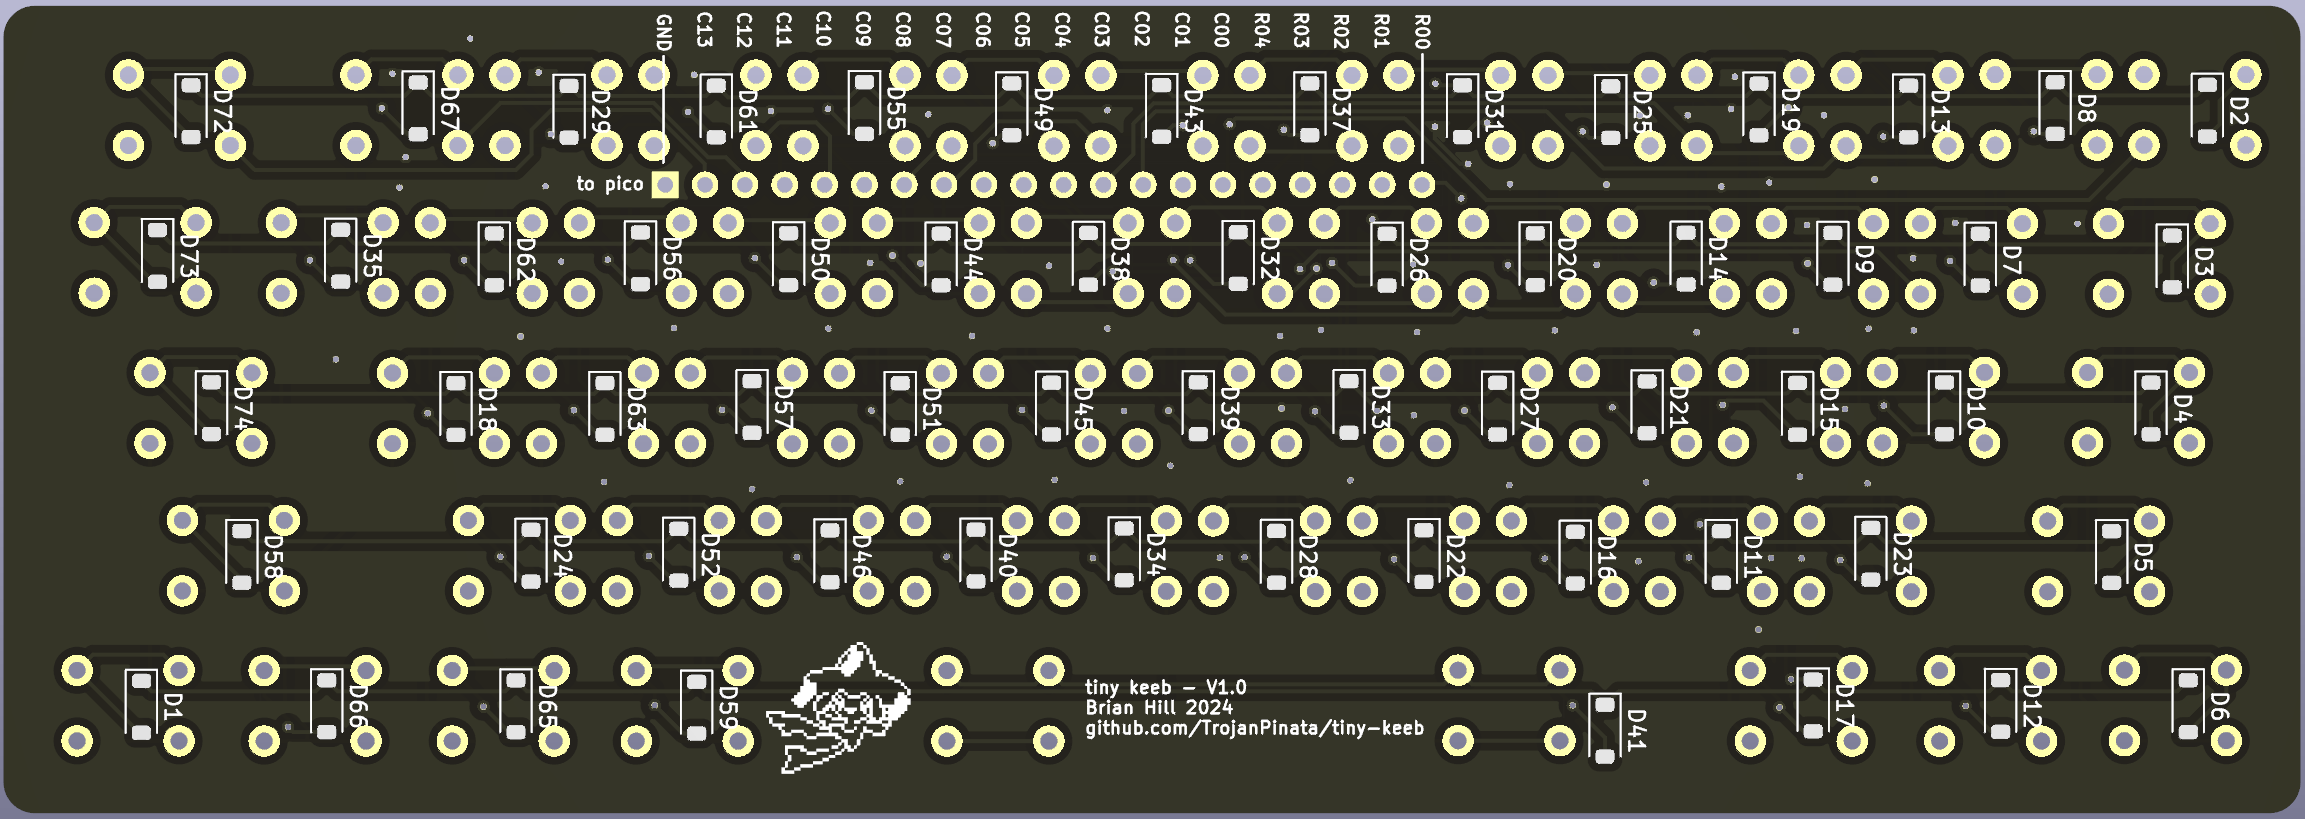 GND C13 C12 C11 C10 C09 C08 C07 C06 C05 C04 C03 C02 C01 C00 R04 R03 R02 R01 R00
D72 D67 D29 D61 D55 D49 D43 D37 D31 D25 D19 D13 D8 D2
to pico
D73 D35 D62 D56 D50 D44 D38 D32 D26 D20 D14 D9 D7 D3
D74 D18 D63 D57 D51 D45 D39 D33 D27 D21 D15 D10 D4
D58 D24 D52 D46 D40 D34 D28 D22 D16 D11 D23 D5
D1 D66 D65 D59 D41 D17 D12 D6
tiny keeb - V1.0
Brian Hill 2024
github.com/TrojanPinata/tiny-keeb